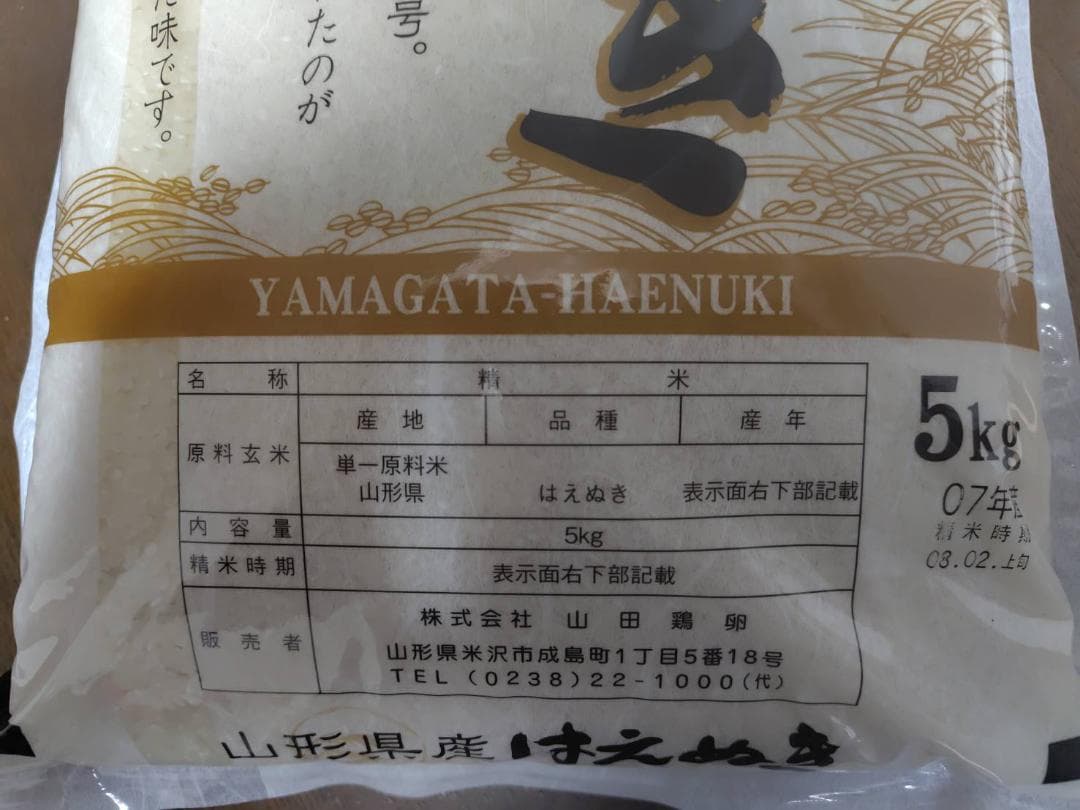 号。
たのが
た味です。
き
YAMAGATA-HAENUKI
名称 精米
原料玄米 産地 品種 産年
単一原料米
山形県 はえぬき 表示面右下部記載
内容量 5kg
精米時期 表示面右下部記載
販売者 株式会社 山田鶏卵
山形県米沢市成島町1丁目5番18号
TEL (0238)22-1000(代)
5kg
07年産
精米時期
08.02.上旬
山形県産はえぬき